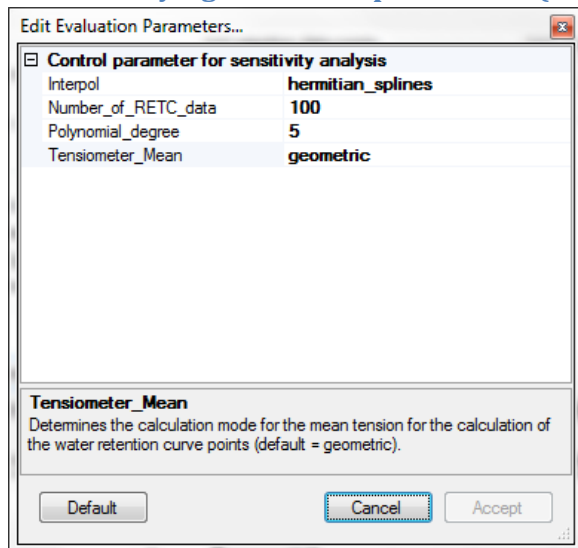 Edit Evaluation Parameters...
Control parameter for sensitivity analysis
Interpol hermitian_splines
Number_of_RETC_data 100
Polynomial_degree 5
Tensiometer_Mean geometric
Tensiometer_Mean
Determines the calculation mode for the mean tension for the calculation of
the water retention curve points (default = geometric).
Default Cancel Accept